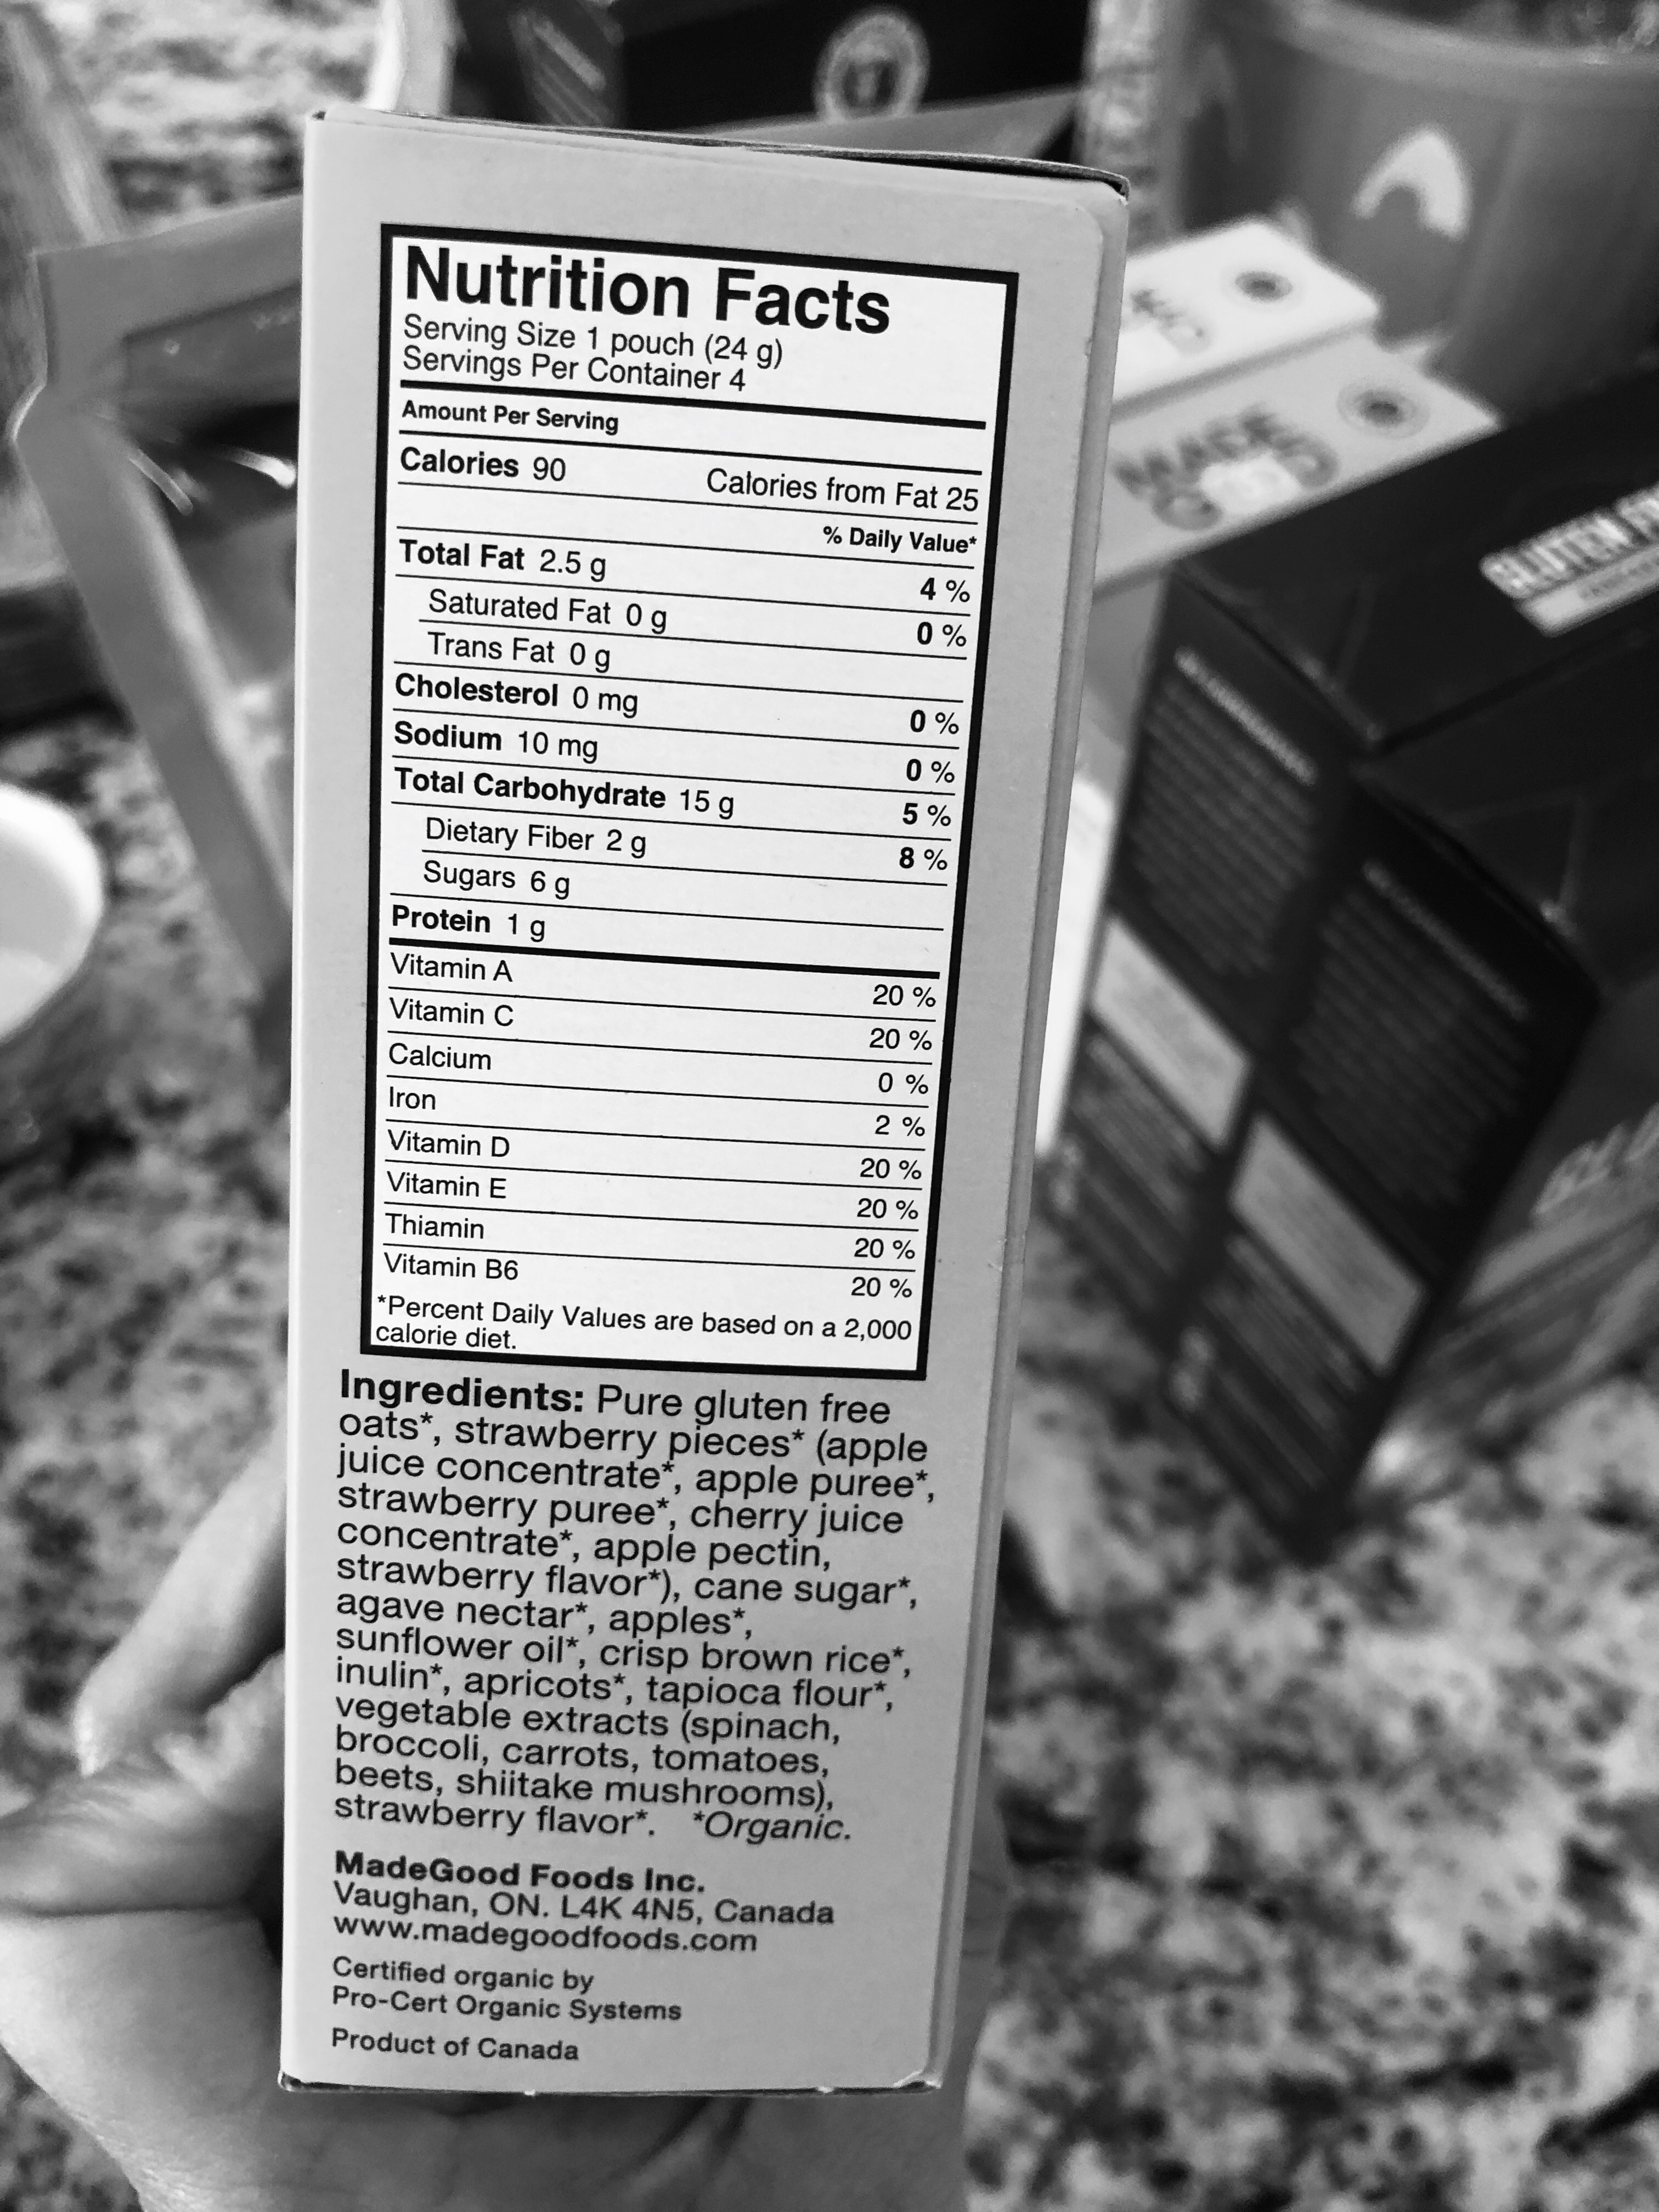 Nutrition Facts
Serving Size 1 pouch (24 g)
Servings Per Container 4
Amount Per Serving
Calories 90 Calories from Fat 25
% Daily Value*
Total Fat 2.5 g 4 %
Saturated Fat 0 g 0 %
Trans Fat 0 g
Cholesterol 0 mg 0 %
Sodium 10 mg 0 %
Total Carbohydrate 15 g 5 %
Dietary Fiber 2 g 8 %
Sugars 6 g
Protein 1 g
Vitamin A 20 %
Vitamin C 20 %
Calcium 0 %
Iron 2 %
Vitamin D 20 %
Vitamin E 20 %
Thiamin 20 %
Vitamin B6 20 %
*Percent Daily Values are based on a 2,000
calorie diet.
Ingredients: Pure gluten free
oats*, strawberry pieces* (apple
juice concentrate*, apple puree*,
strawberry puree*, cherry juice
concentrate*, apple pectin,
strawberry flavor*), cane sugar*,
agave nectar*, apples*,
sunflower oil*, crisp brown rice*,
inulin*, apricots*, tapioca flour*,
vegetable extracts (spinach,
broccoli, carrots, tomatoes,
beets, shiitake mushrooms),
strawberry flavor*. *Organic.
MadeGood Foods Inc.
Vaughan, ON. L4K 4N5, Canada
www.madegoodfoods.com
Certified organic by
Pro-Cert Organic Systems
Product of Canada
MADE
GOOD
GLUTEN